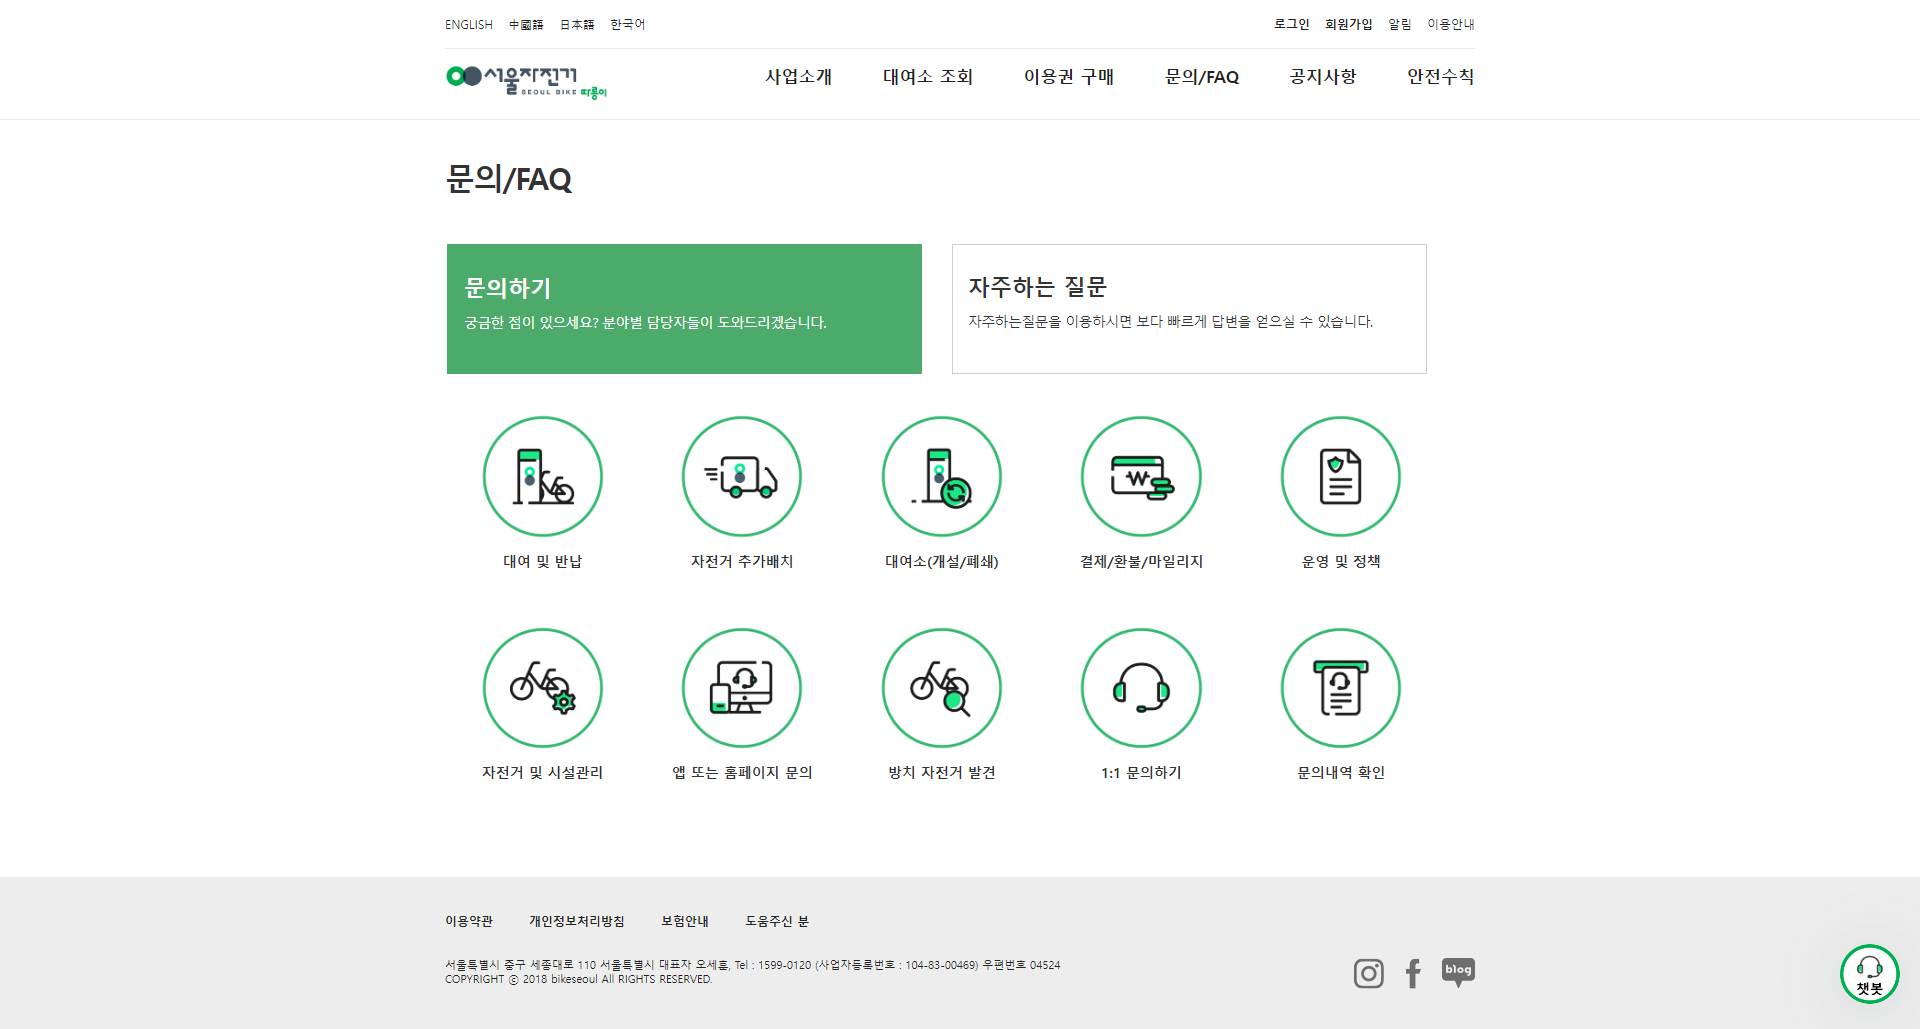 ENGLISH 中國語 日本語 한국어 로그인 회원가입 알림 이용안내
서울자전거
SEOUL BIKE 따릉이
사업소개 대여소 조회 이용권 구매 문의/FAQ 공지사항 안전수칙
문의/FAQ
문의하기
궁금한 점이 있으세요? 분야별 담당자들이 도와드리겠습니다.
자주하는 질문
자주하는질문을 이용하시면 보다 빠르게 답변을 얻으실 수 있습니다.
대여 및 반납 자전거 추가배치 대여소(개설/폐쇄) 결제/환불/마일리지 운영 및 정책
자전거 및 시설관리 앱 또는 홈페이지 문의 방치 자전거 발견 1:1 문의하기 문의내역 확인
이용약관 개인정보처리방침 보험안내 도움주신 분
서울특별시 중구 세종대로 110 서울특별시 대표자 오세훈, Tel : 1599-0120 (사업자등록번호 : 104-83-00469) 우편번호 04524
COPYRIGHT ⓒ 2018 bikeseoul All RIGHTS RESERVED.
blog
챗봇